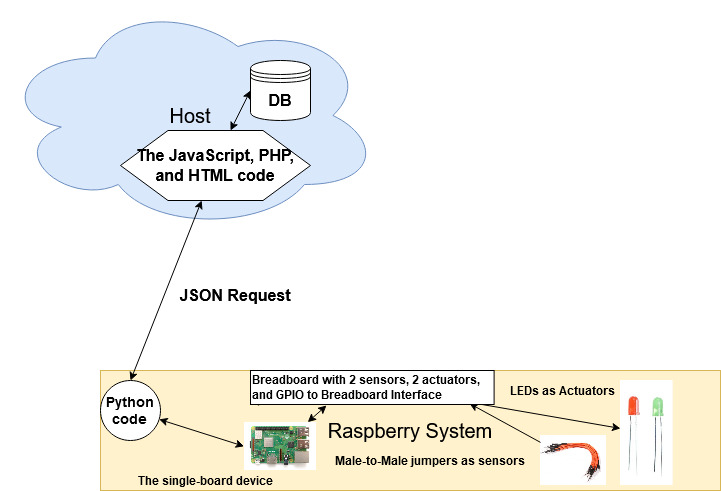 DB
Host
The JavaScript, PHP,
and HTML code
JSON Request
Breadboard with 2 sensors, 2 actuators,
and GPIO to Breadboard Interface
LEDs as Actuators
Python
code
Raspberry System
Male-to-Male jumpers as sensors
The single-board device